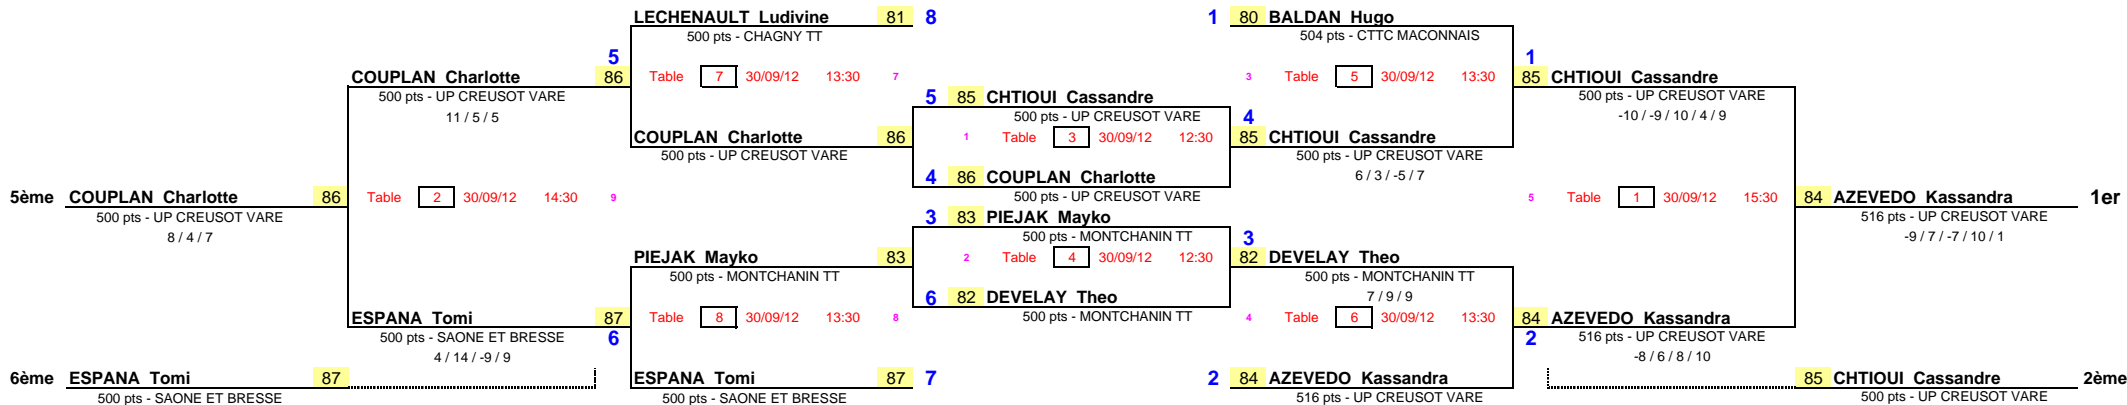 LECHENAULT Ludivine 81 8 1 80 BALDAN Hugo
500 pts - CHAGNY TT 504 pts - CTTC MACONNAIS
5 1
COUPLAN Charlotte 86 Table 7 30/09/12 13:30 7 3 Table 5 30/09/12 13:30 85 CHTIOUI Cassandre
500 pts - UP CREUSOT VARE 5 85 CHTIOUI Cassandre 500 pts - UP CREUSOT VARE
11 / 5 / 5 500 pts - UP CREUSOT VARE 4 -10 / -9 / 10 / 4 / 9
COUPLAN Charlotte 86 1 Table 3 30/09/12 12:30 85 CHTIOUI Cassandre
500 pts - UP CREUSOT VARE 500 pts - UP CREUSOT VARE
4 86 COUPLAN Charlotte 6 / 3 / -5 / 7
5ème COUPLAN Charlotte 86 Table 2 30/09/12 14:30 9 500 pts - UP CREUSOT VARE 5 Table 1 30/09/12 15:30 84 AZEVEDO Kassandra 1er
500 pts - UP CREUSOT VARE 3 83 PIEJAK Mayko 516 pts - UP CREUSOT VARE
8 / 4 / 7 500 pts - MONTCHANIN TT 3 -9 / 7 / -7 / 10 / 1
PIEJAK Mayko 83 2 Table 4 30/09/12 12:30 82 DEVELAY Theo
500 pts - MONTCHANIN TT 500 pts - MONTCHANIN TT
6 82 DEVELAY Theo 7 / 9 / 9
ESPANA Tomi 87 Table 8 30/09/12 13:30 8 500 pts - MONTCHANIN TT 4 Table 6 30/09/12 13:30 84 AZEVEDO Kassandra
500 pts - SAONE ET BRESSE 6 2 516 pts - UP CREUSOT VARE
4 / 14 / -9 / 9 -8 / 6 / 8 / 10
6ème ESPANA Tomi 87 ESPANA Tomi 87 7 2 84 AZEVEDO Kassandra 85 CHTIOUI Cassandre 2ème
500 pts - SAONE ET BRESSE 500 pts - SAONE ET BRESSE 516 pts - UP CREUSOT VARE 500 pts - UP CREUSOT VARE